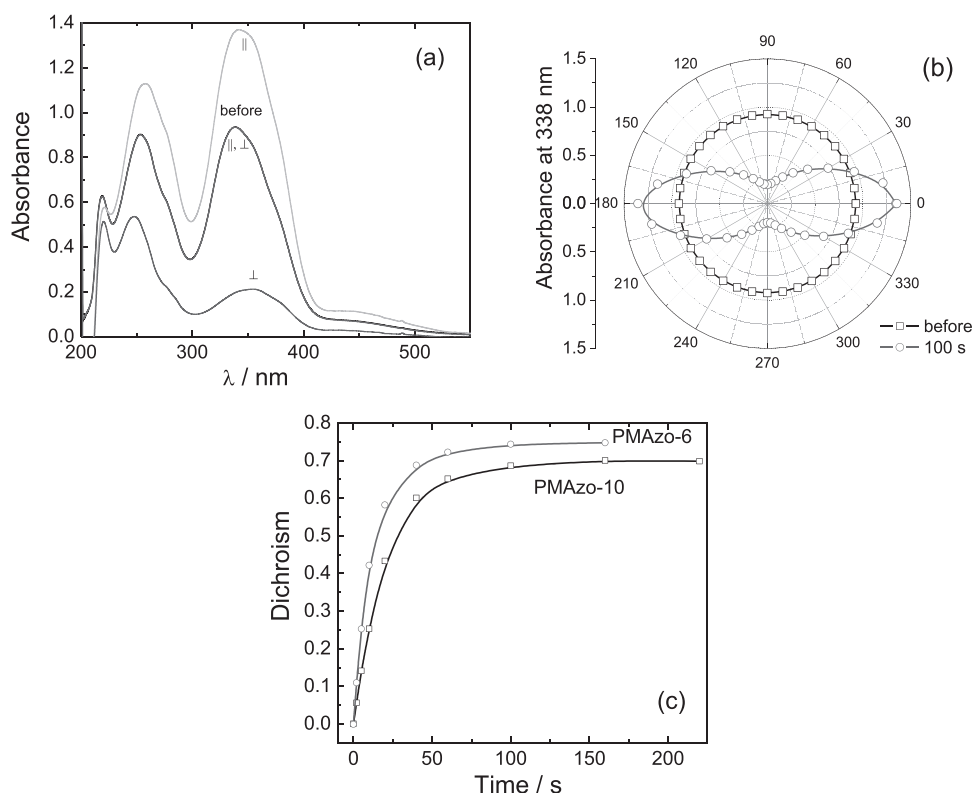 (a)
1.4
1.2
1.0
0.8
0.6
0.4
0.2
0.0
Absorbance
||
before
||, ⊥
⊥
200 300 400 500
λ / nm
(b)
1.5
1.0
0.5
0.0
0.5
1.0
1.5
Absorbance at 338 nm
90
120 60
150 30
180 0
210 330
240 300
270
before
100 s
0.8
0.7
0.6
0.5
0.4
0.3
0.2
0.1
0.0
Dichroism
PMAzo-6
PMAzo-10
(c)
0 50 100 150 200
Time / s